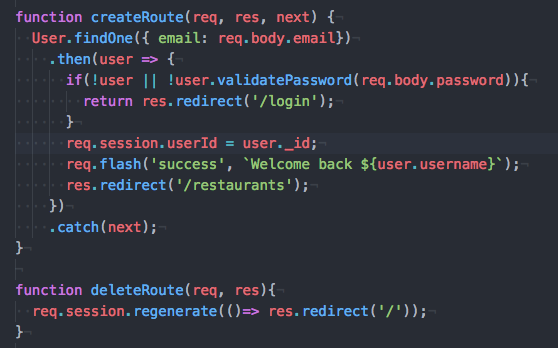 function createRoute(req, res, next) {
  User.findOne({ email: req.body.email})
    .then(user => {
      if(!user || !user.validatePassword(req.body.password)){
        return res.redirect('/login');
      }
      req.session.userId = user._id;
      req.flash('success', `Welcome back ${user.username}`);
      res.redirect('/restaurants');
    })
    .catch(next);
}

function deleteRoute(req, res){
  req.session.regenerate(()=> res.redirect('/'));
}